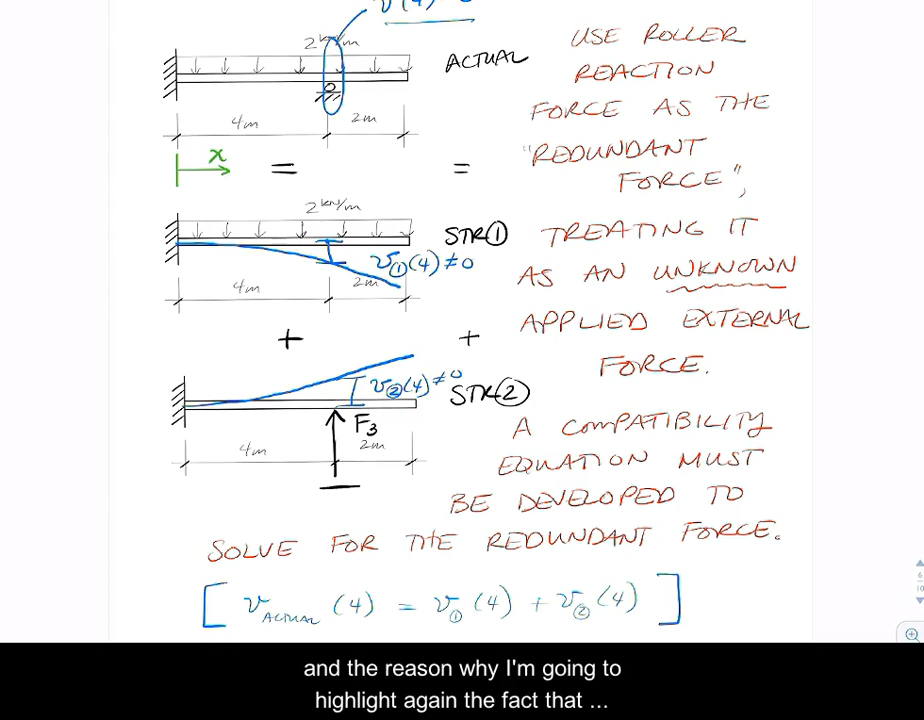 2 kN/m
ACTUAL
4m
2m
x
=
=
USE ROLLER
REACTION
FORCE AS THE
"REDUNDANT
FORCE",
TREATING IT
AS AN UNKNOWN
APPLIED EXTERNAL
FORCE.
2 kN/m
STR①
v①(4) ≠ 0
4m
2m
+
+
v②(4) ≠ 0
STR②
F3
4m
2m
A COMPATIBILITY
EQUATION MUST
BE DEVELOPED TO
SOLVE FOR THE REDUNDANT FORCE.
[ vACTUAL (4) = v①(4) + v②(4) ]
and the reason why I'm going to
highlight again the fact that ...